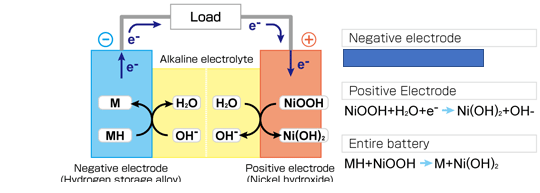 Load
e⁻
e⁻
⊖
⊕
e⁻
Alkaline electrolyte
e⁻
M
H₂O
H₂O
NiOOH
MH
OH⁻
OH⁻
Ni(OH)₂
Negative electrode
(Hydrogen storage alloy)
Positive electrode
(Nickel hydroxide)
Negative electrode
Positive Electrode
NiOOH+H₂O+e⁻ → Ni(OH)₂+OH-
Entire battery
MH+NiOOH → M+Ni(OH)₂